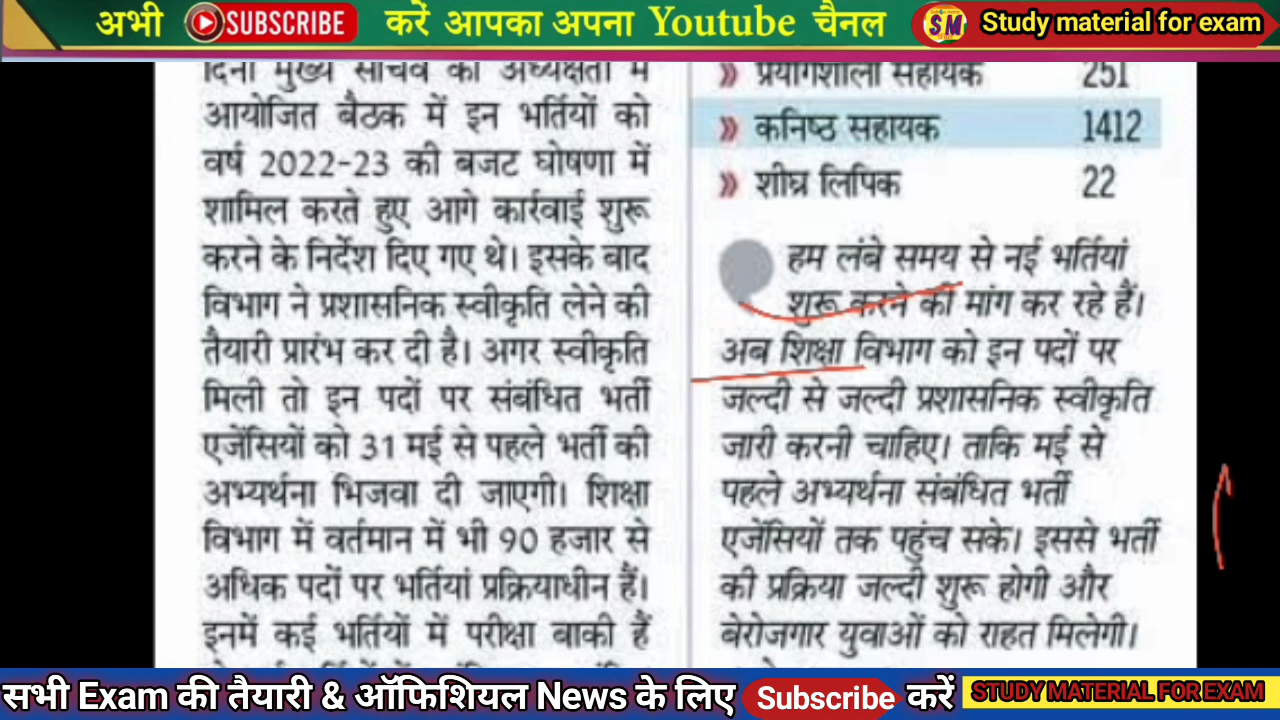 अभी SUBSCRIBE करें आपका अपना Youtube चैनल SM Study material for exam
दिनों मुख्य सचिव की अध्यक्षता में
आयोजित बैठक में इन भर्तियों को
वर्ष 2022-23 की बजट घोषणा में
शामिल करते हुए आगे कार्रवाई शुरू
करने के निर्देश दिए गए थे। इसके बाद
विभाग ने प्रशासनिक स्वीकृति लेने की
तैयारी प्रारंभ कर दी है। अगर स्वीकृति
मिली तो इन पदों पर संबंधित भर्ती
एजेंसियों को 31 मई से पहले भर्ती की
अभ्यर्थना भिजवा दी जाएगी। शिक्षा
विभाग में वर्तमान में भी 90 हजार से
अधिक पदों पर भर्तियां प्रक्रियाधीन हैं।
इनमें कई भर्तियों में परीक्षा बाकी हैं
» प्रयोगशाला सहायक 251
» कनिष्ठ सहायक 1412
» शीघ्र लिपिक 22
हम लंबे समय से नई भर्तियां
शुरू करने की मांग कर रहे हैं।
अब शिक्षा विभाग को इन पदों पर
जल्दी से जल्दी प्रशासनिक स्वीकृति
जारी करनी चाहिए। ताकि मई से
पहले अभ्यर्थना संबंधित भर्ती
एजेंसियों तक पहुंच सके। इससे भर्ती
की प्रक्रिया जल्दी शुरू होगी और
बेरोजगार युवाओं को राहत मिलेगी।
सभी Exam की तैयारी & ऑफिशियल News के लिए Subscribe करें STUDY MATERIAL FOR EXAM